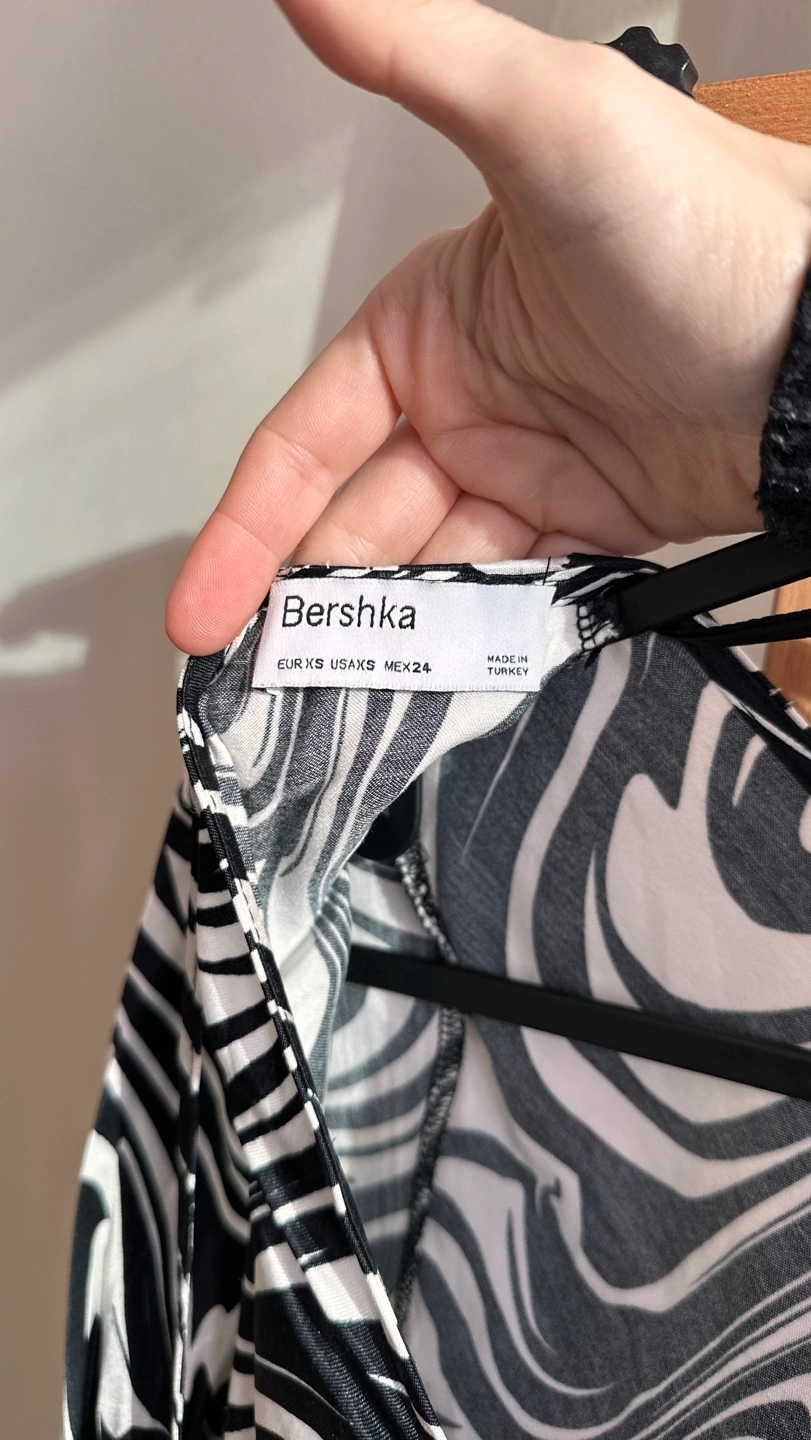 Bershka
EUR XS USA XS MEX 24
MADE IN
TURKEY